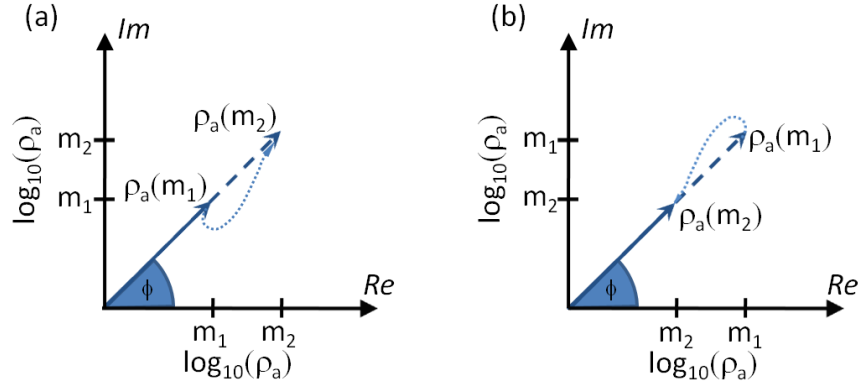 (a)
Im
log₁₀(ρₐ)
m₂
m₁
ρₐ(m₂)
ρₐ(m₁)
ϕ
Re
m₁ m₂
log₁₀(ρₐ)
(b)
Im
log₁₀(ρₐ)
m₁
m₂
ρₐ(m₁)
ρₐ(m₂)
ϕ
Re
m₂ m₁
log₁₀(ρₐ)